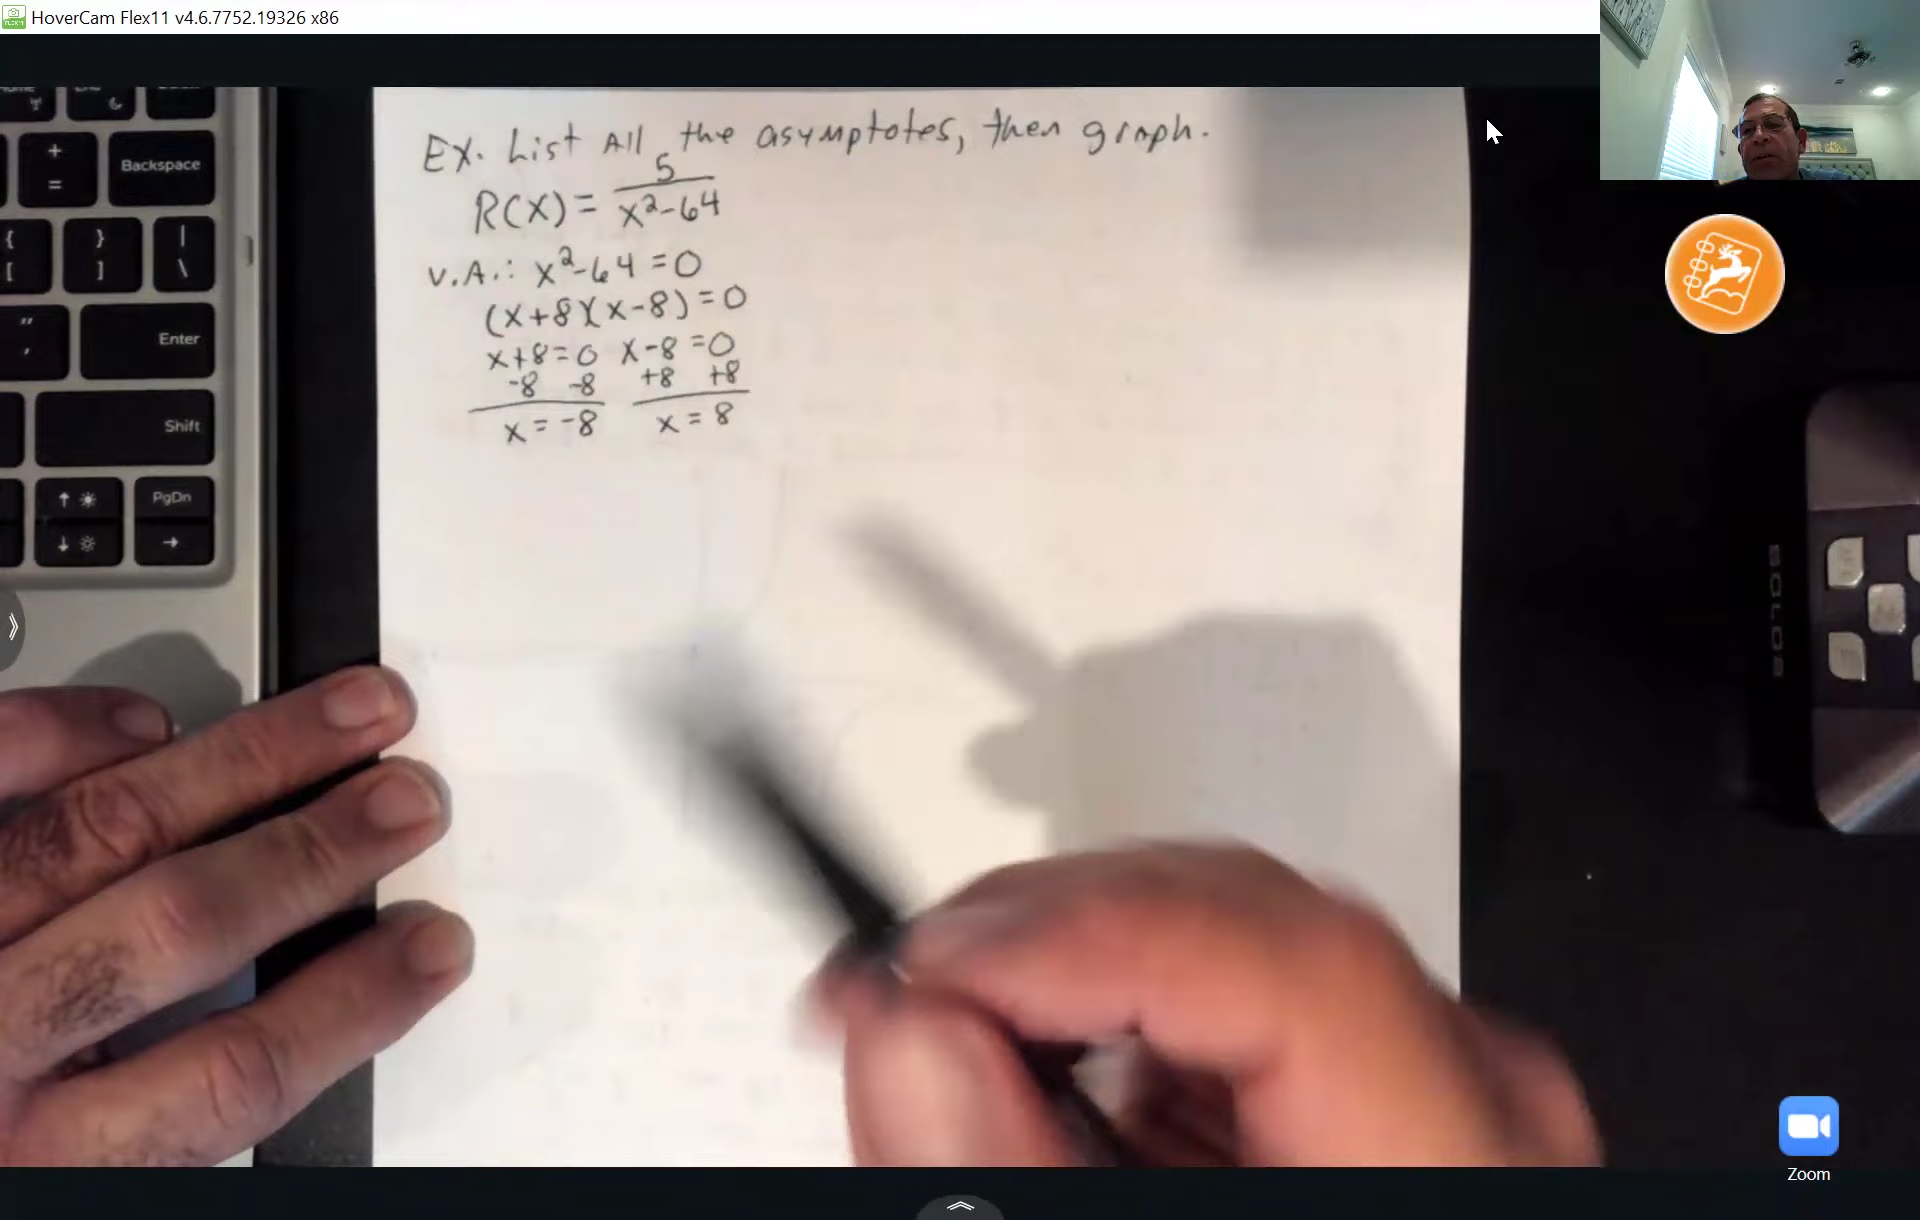 HoverCam Flex11 v4.6.7752.19326 x86
Ex. List All the asymptotes, then graph.
R(x) = 5/(x²-64)
V.A.: x²-64 = 0
(x+8)(x-8) = 0
x+8=0 x-8=0
-8 -8 +8 +8
x = -8 x = 8
+
=
Backspace
{
[
}
]
|
\
"
,
Enter
Shift
↑
PgDn
↓
→
Zoom